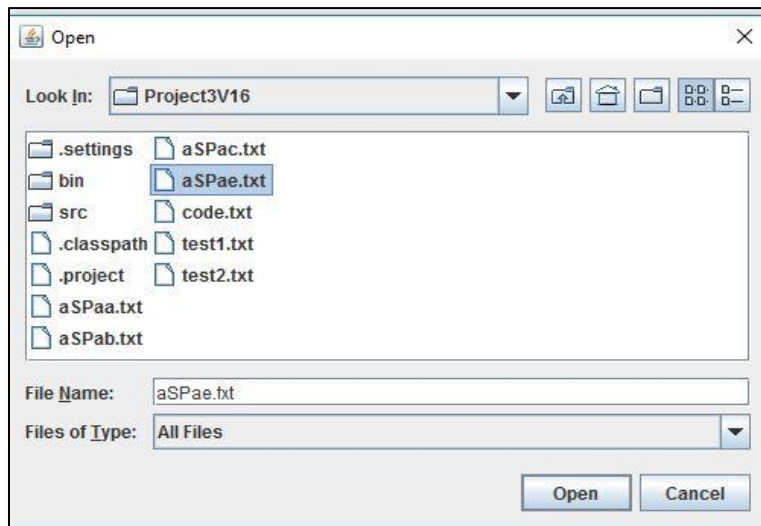 Open
Look In: Project3V16
.settings
bin
src
.classpath
.project
aSPaa.txt
aSPab.txt
aSPac.txt
aSPae.txt
code.txt
test1.txt
test2.txt
File Name: aSPae.txt
Files of Type: All Files
Open Cancel